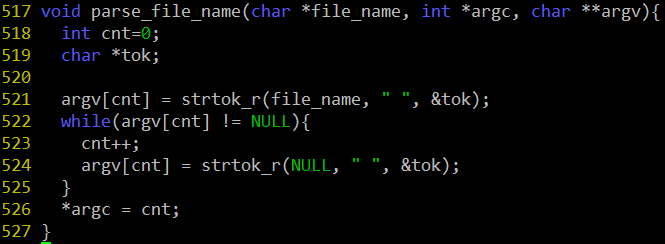 517 void parse_file_name(char *file_name, int *argc, char **argv){
518   int cnt=0;
519   char *tok;
520
521   argv[cnt] = strtok_r(file_name, " ", &tok);
522   while(argv[cnt] != NULL){
523     cnt++;
524     argv[cnt] = strtok_r(NULL, " ", &tok);
525   }
526   *argc = cnt;
527 }